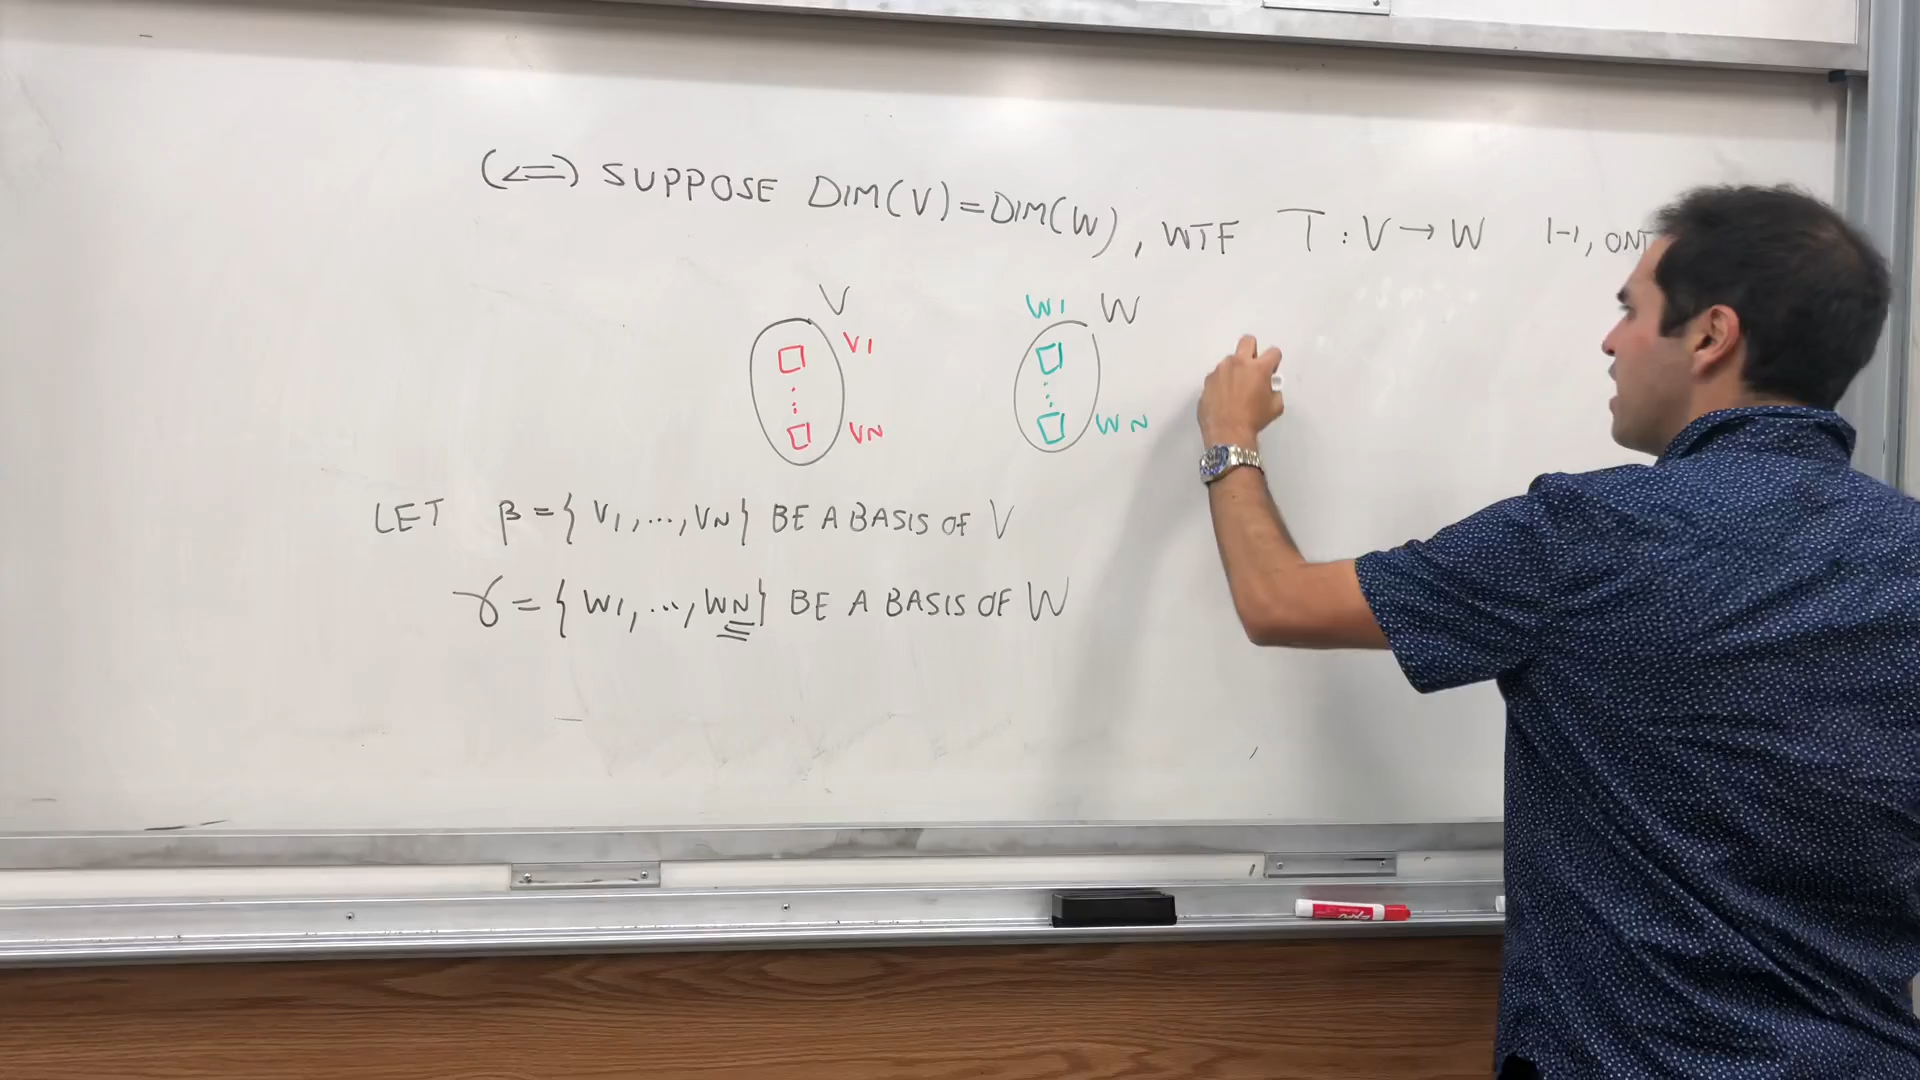 (<=) SUPPOSE DIM(V)=DIM(W), WTF T:V→W 1-1, ONT
V W1 W
V1
VN WN
LET β={V1,...,VN} BE A BASIS OF V
γ={W1,...,WN} BE A BASIS OF W
EXPO